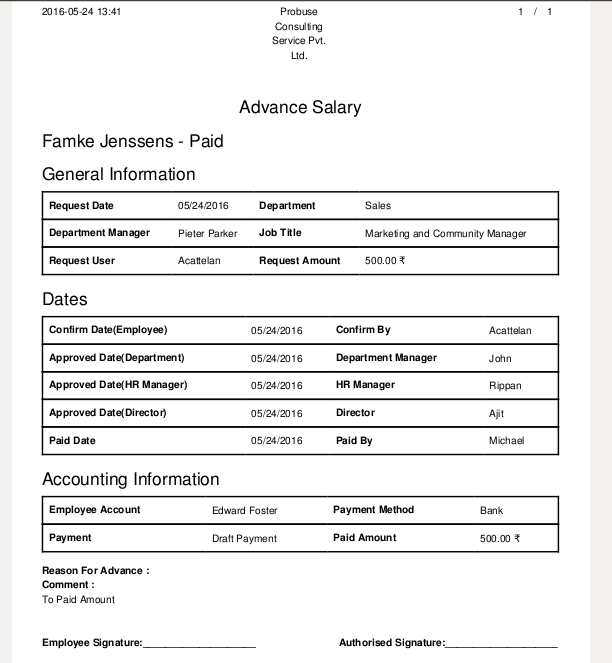 2016-05-24 13:41 Probuse 1 / 1
Consulting
Service Pvt.
Ltd.
Advance Salary
Famke Jenssens - Paid
General Information
Request Date 05/24/2016 Department Sales
Department Manager Pieter Parker Job Title Marketing and Community Manager
Request User Acattelan Request Amount 500.00 ₹
Dates
Confirm Date(Employee) 05/24/2016 Confirm By Acattelan
Approved Date(Department) 05/24/2016 Department Manager John
Approved Date(HR Manager) 05/24/2016 HR Manager Rippan
Approved Date(Director) 05/24/2016 Director Ajit
Paid Date 05/24/2016 Paid By Michael
Accounting Information
Employee Account Edward Foster Payment Method Bank
Payment Draft Payment Paid Amount 500.00 ₹
Reason For Advance :
Comment :
To Paid Amount
Employee Signature:____________________ Authorised Signature:____________________